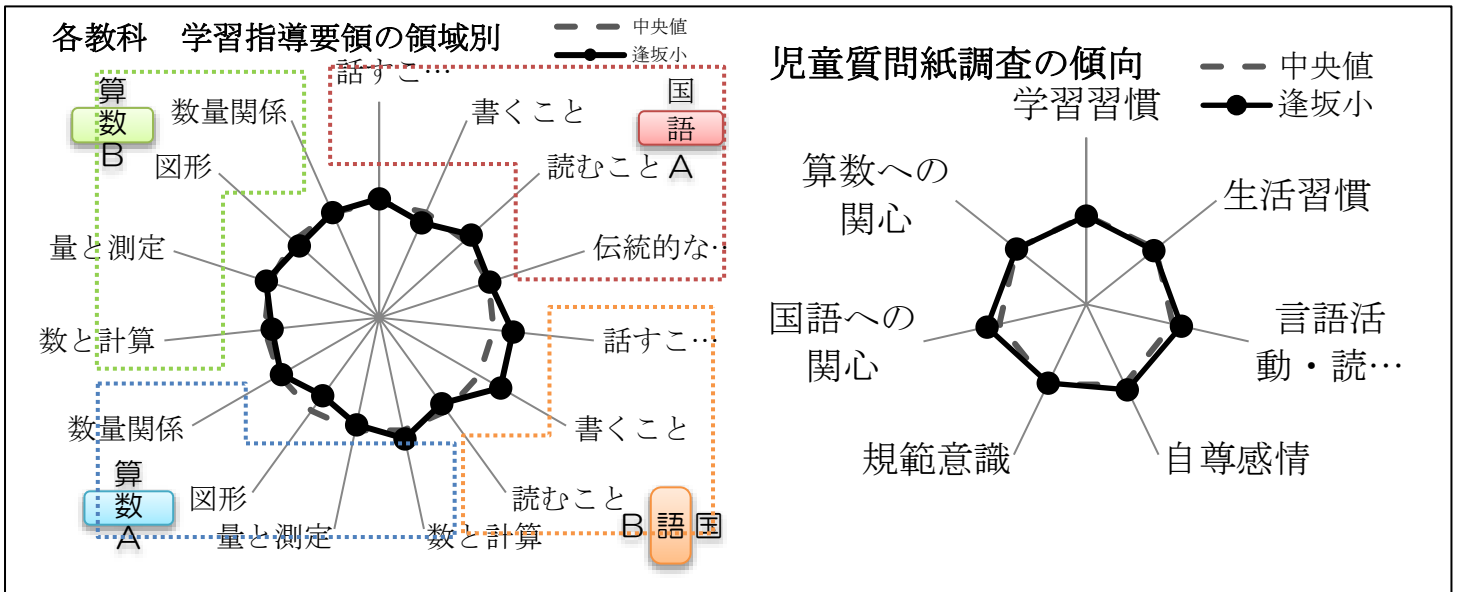 各教科 学習指導要領の領域別
中央値
逢坂小
話すこ…
書くこと
読むこと
伝統的な…
話すこ…
書くこと
読むこと
数と計算
量と測定
図形
数量関係
数と計算
量と測定
図形
数量関係
国語A
国語B
算数A
算数B
児童質問紙調査の傾向
中央値
逢坂小
学習習慣
生活習慣
言語活
動・読…
自尊感情
規範意識
国語への
関心
算数への
関心